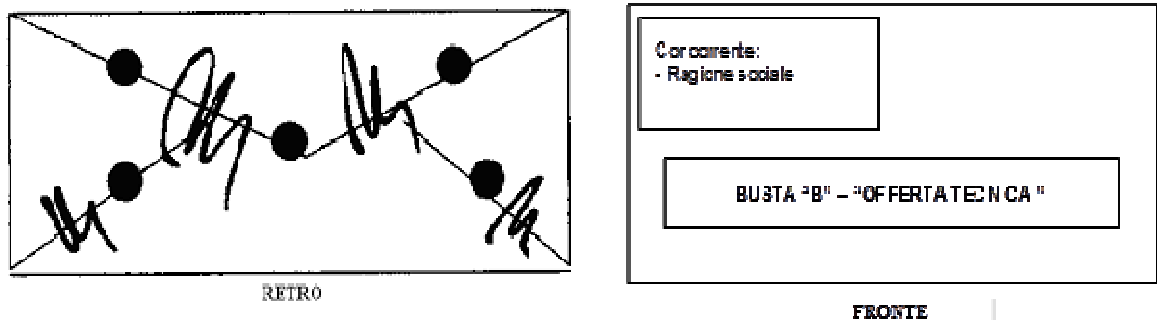 Concorrente:
- Ragione sociale
BUSTA "B" – "OFFERTA TECNICA"
RETRO
FRONTE